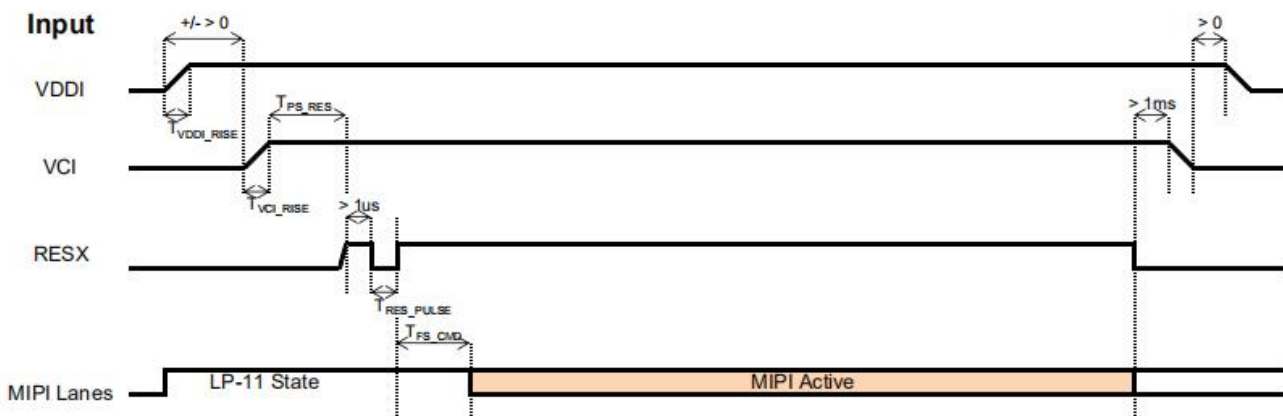 Input
+/- > 0
> 0
VDDI
T_PS_RES
> 1ms
T_VDDI_RISE
VCI
T_VCI_RISE
> 1us
RESX
T_RES_PULSE
T_FS_CMD
LP-11 State
MIPI Active
MIPI Lanes